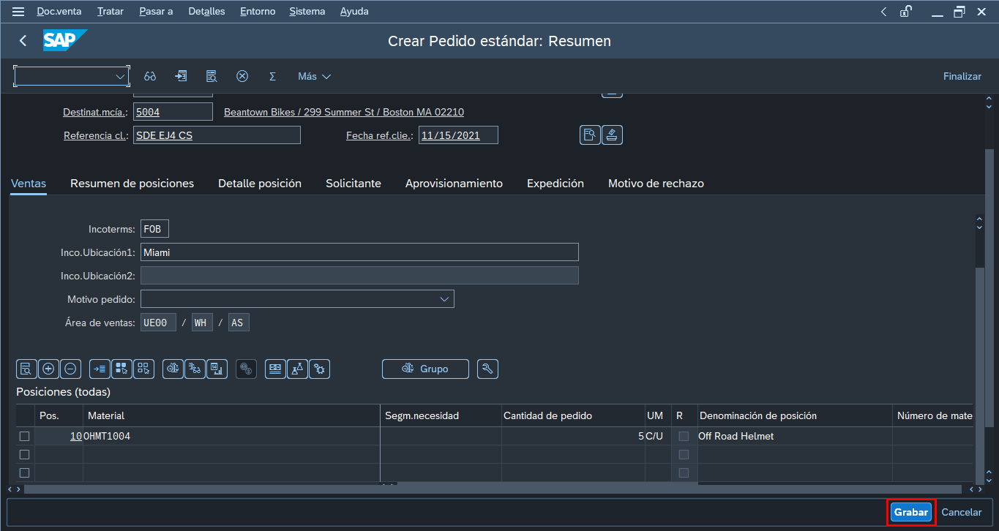 Doc.venta Tratar Pasar a Detalles Entorno Sistema Ayuda
SAP Crear Pedido estándar: Resumen
Más Finalizar
Destinat.mcía.: 5004 Beantown Bikes / 299 Summer St / Boston MA 02210
Referencia cl.: SDE EJ4 CS Fecha ref.clie.: 11/15/2021
Ventas Resumen de posiciones Detalle posición Solicitante Aprovisionamiento Expedición Motivo de rechazo
Incoterms: FOB
Inco.Ubicación1: Miami
Inco.Ubicación2:
Motivo pedido:
Área de ventas: UE00 / WH / AS
Grupo
Posiciones (todas)
Pos. Material Segm.necesidad Cantidad de pedido UM R Denominación de posición Número de mate
10 OHMT1004 5 C/U Off Road Helmet
Grabar Cancelar